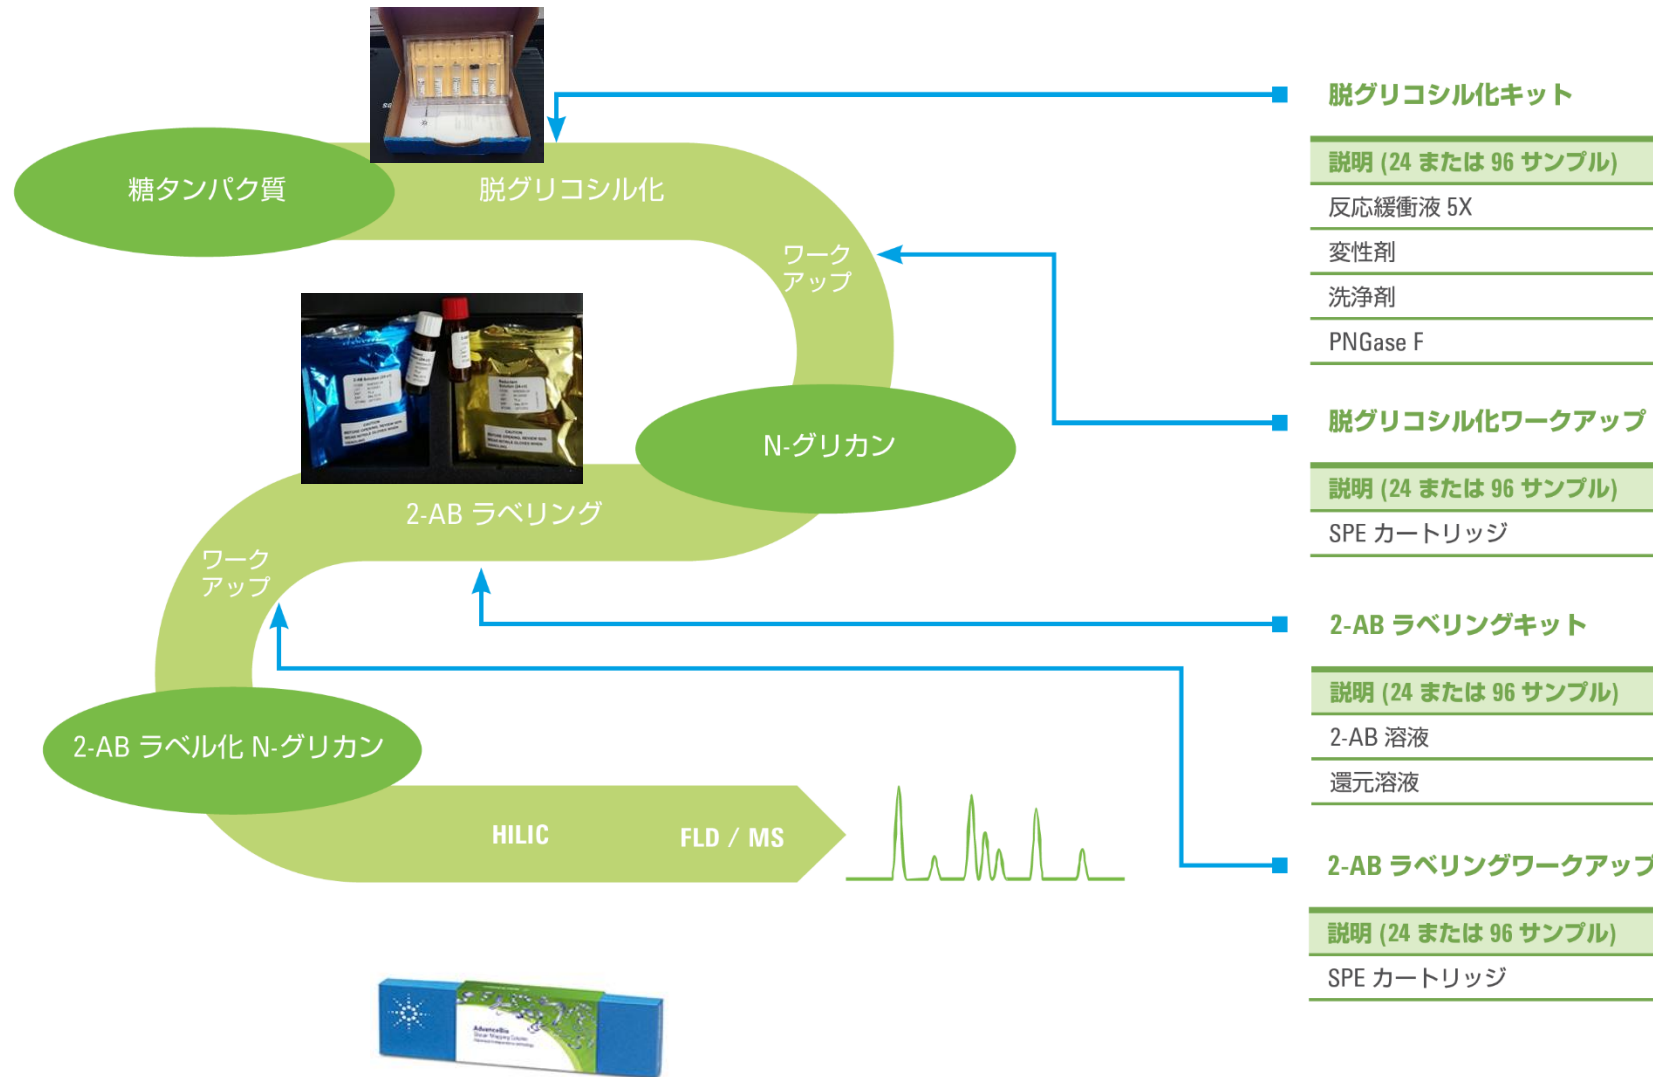 糖タンパク質
脱グリコシル化
ワーク
アップ
N-グリカン
2-AB ラベリング
ワーク
アップ
2-AB ラベル化 N-グリカン
HILIC
FLD / MS
脱グリコシル化キット
説明 (24 または 96 サンプル)
反応緩衝液 5X
変性剤
洗浄剤
PNGase F
脱グリコシル化ワークアップ
説明 (24 または 96 サンプル)
SPE カートリッジ
2-AB ラベリングキット
説明 (24 または 96 サンプル)
2-AB 溶液
還元溶液
2-AB ラベリングワークアップ
説明 (24 または 96 サンプル)
SPE カートリッジ
CAUTION
CAUTION
AdvanceBio